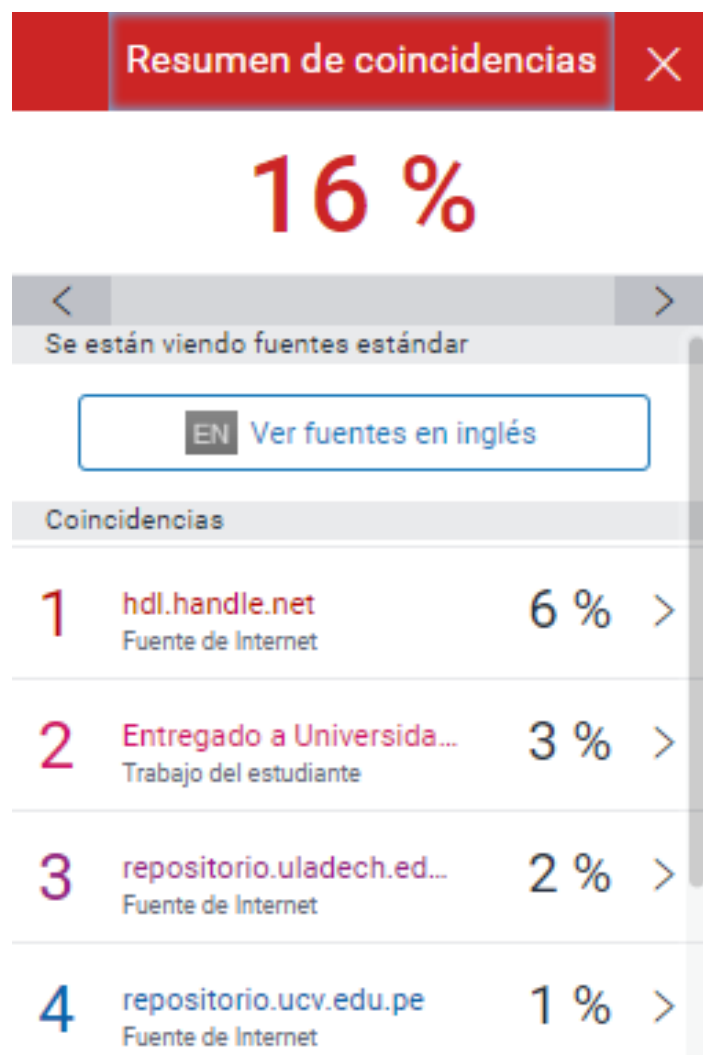 Resumen de coincidencias
16 %
Se están viendo fuentes estándar
EN Ver fuentes en inglés
Coincidencias
1 hdl.handle.net 6 %
Fuente de Internet
2 Entregado a Universida... 3 %
Trabajo del estudiante
3 repositorio.uladech.ed... 2 %
Fuente de Internet
4 repositorio.ucv.edu.pe 1 %
Fuente de Internet